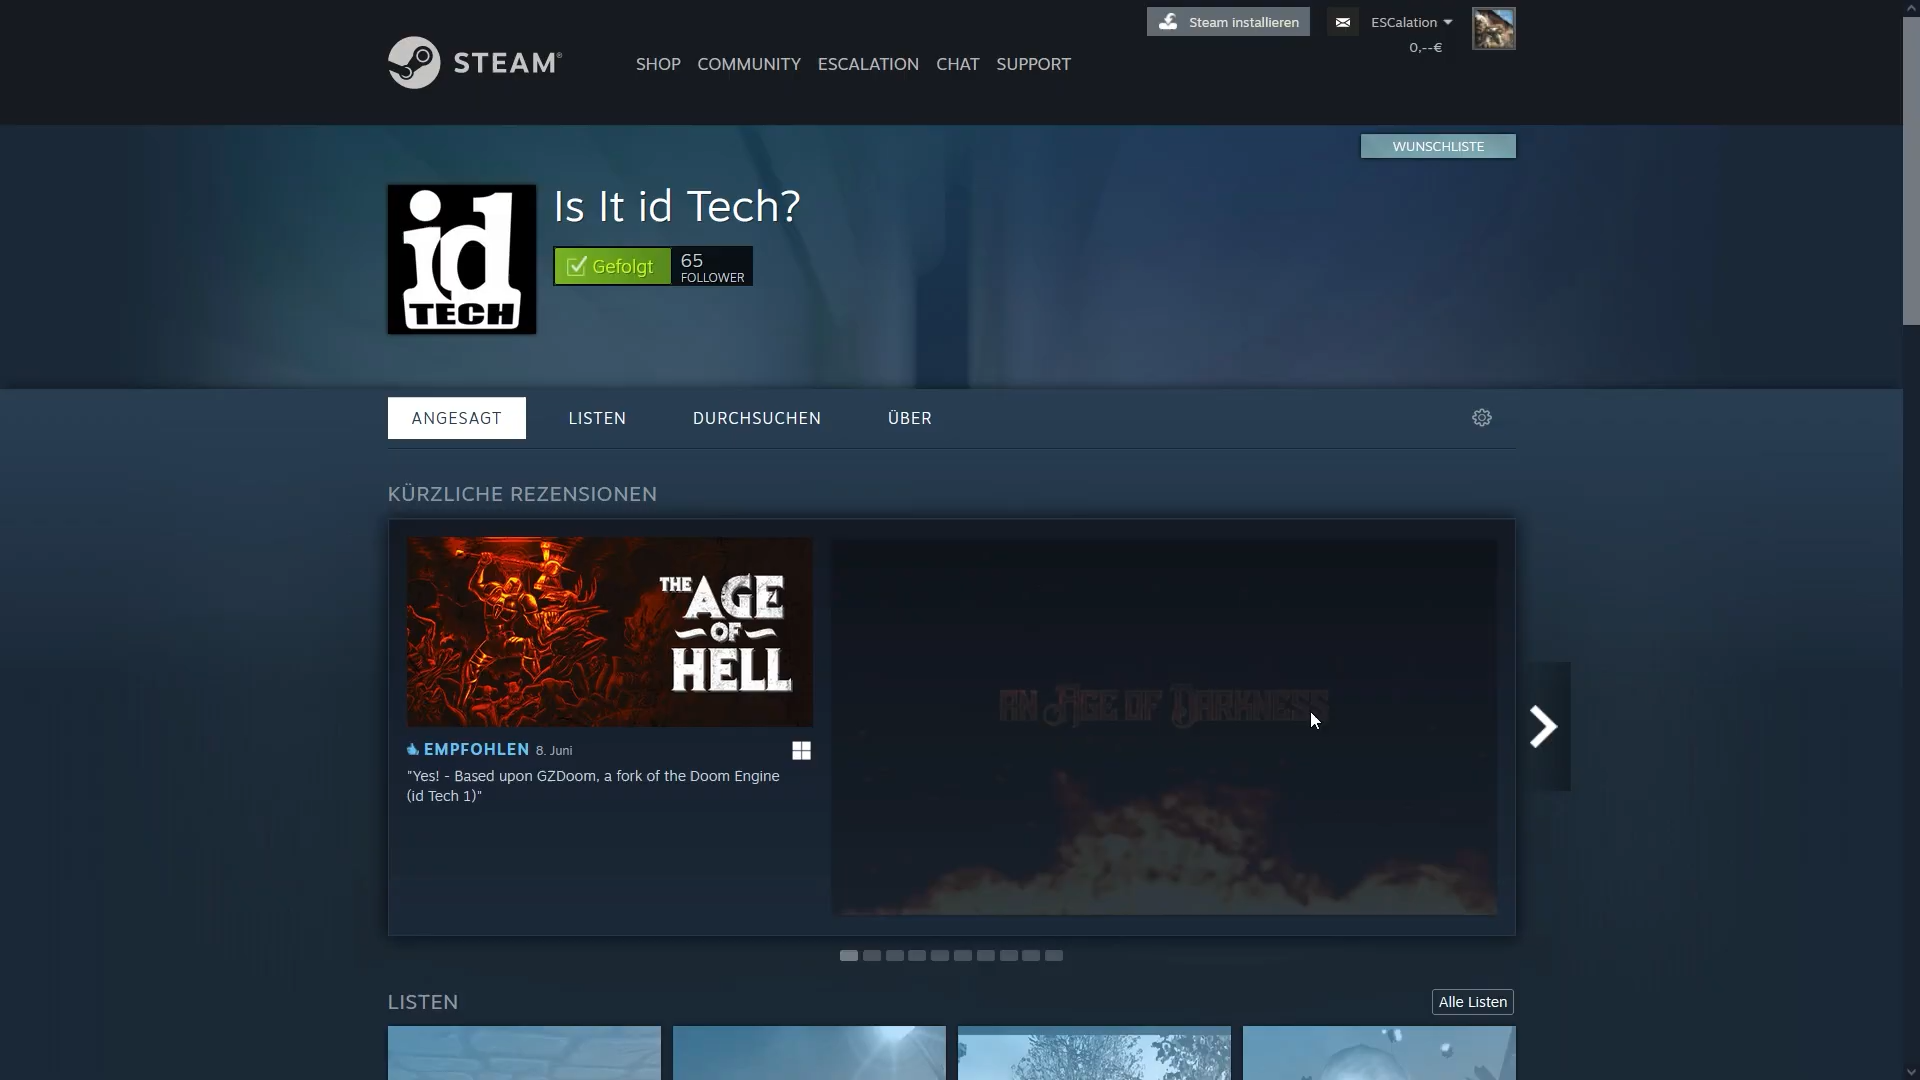 Steam installieren
ESCalation
0,--€
STEAM®
SHOP COMMUNITY ESCALATION CHAT SUPPORT
WUNSCHLISTE
id
TECH
Is It id Tech?
Gefolgt
65
FOLLOWER
ANGESAGT LISTEN DURCHSUCHEN ÜBER
KÜRZLICHE REZENSIONEN
THE AGE
OF
HELL
AN AGE OF DARKNESS
EMPFOHLEN 8. Juni
"Yes! - Based upon GZDoom, a fork of the Doom Engine
(id Tech 1)"
LISTEN
Alle Listen